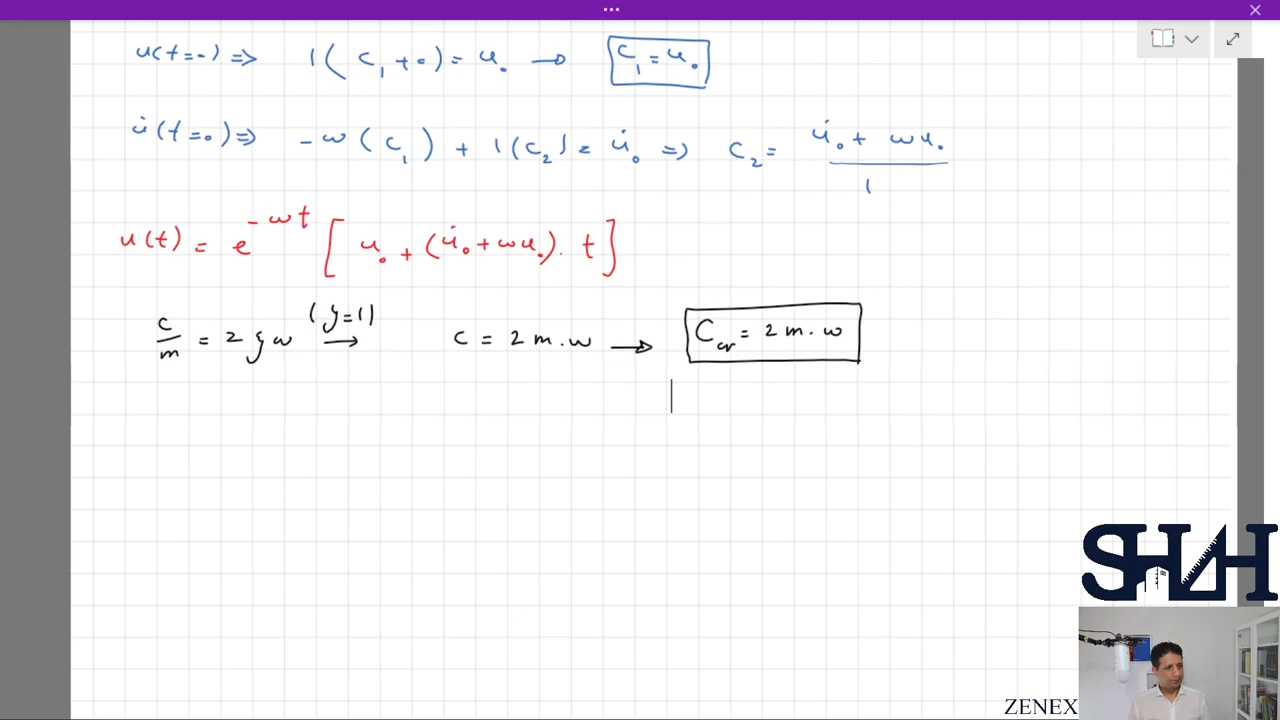 u(t=0) => 1(c₁+0) = u₀ → c₁ = u₀
u̇(t=0) => -ω(c₁) + 1(c₂) = u̇₀ => c₂ = (u̇₀ + ωu₀)/1
u(t) = e^(-ωt) [u₀ + (u̇₀+ωu₀).t]
c/m = 2ξω (ξ=1) → c = 2m.ω → C_cr = 2m.ω
SHZH
ZENEX